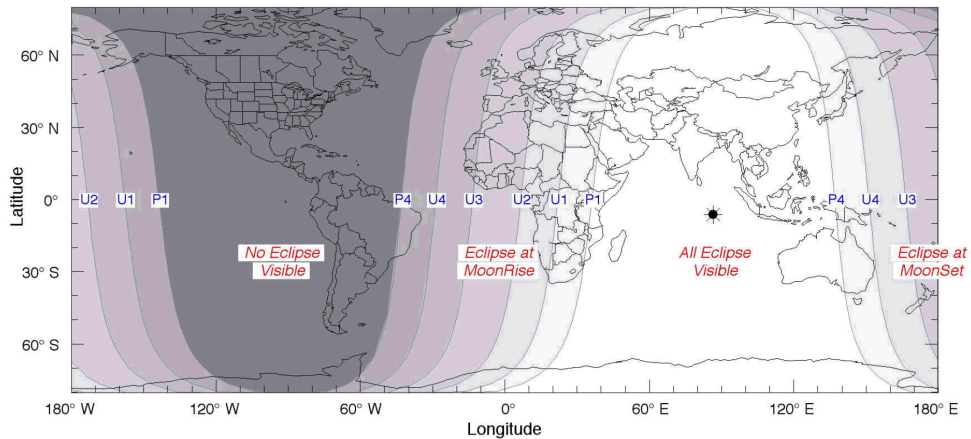 60° N
30° N
Latitude
0°
30° S
60° S
U2 U1 P1 P4 U4 U3 U2 U1 P1 P4 U4 U3
No Eclipse
Visible
Eclipse at
MoonRise
All Eclipse
Visible
Eclipse at
MoonSet
180° W 120° W 60° W 0° 60° E 120° E 180° E
Longitude